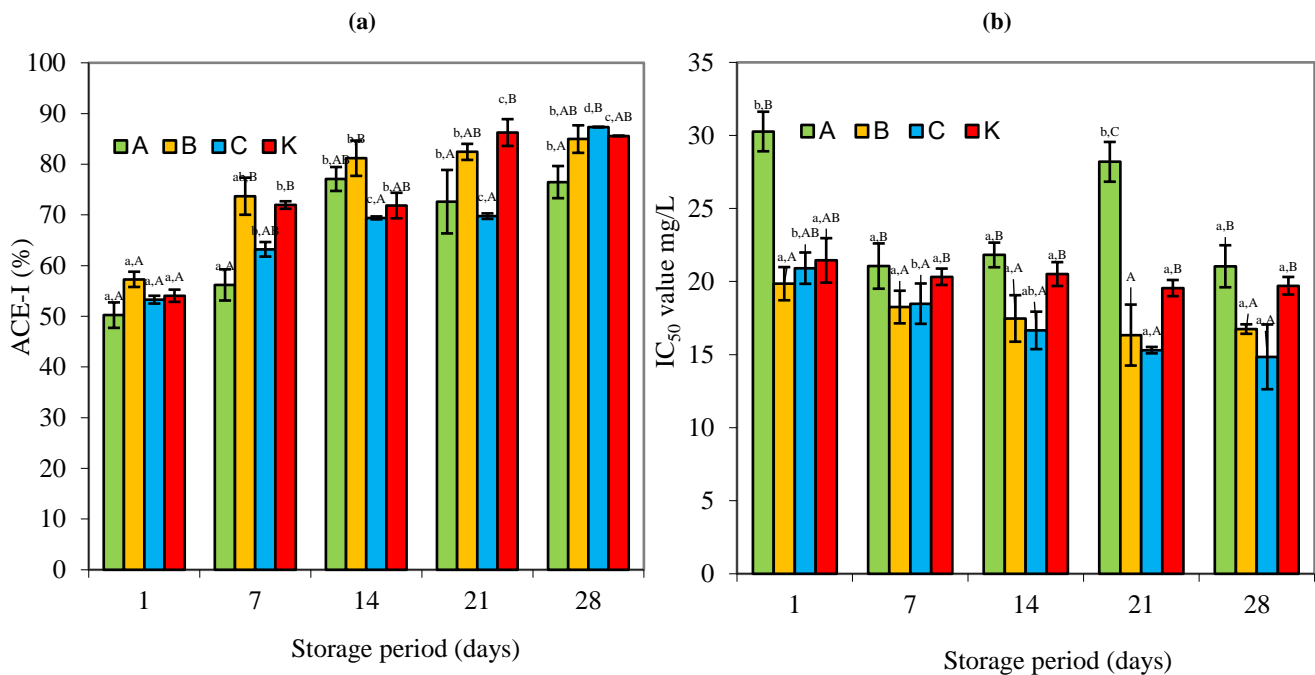 (a)
100
90
80
70
60
50
40
30
20
10
0
ACE-I (%)
A B C K
a,A a,A a,A a,A
a,A ab,B b,AB b,B
b,AB b,B c,A b,AB
b,A b,AB c,A c,B
b,A b,AB d,B c,AB
1 7 14 21 28
Storage period (days)
(b)
35
30
25
20
15
10
5
0
IC50 value mg/L
A B C K
b,B a,A b,AB a,AB
a,B a,A b,A a,B
a,B a,A ab,A a,B
b,C A a,A a,B
a,B a,A a,A a,B
1 7 14 21 28
Storage period (days)